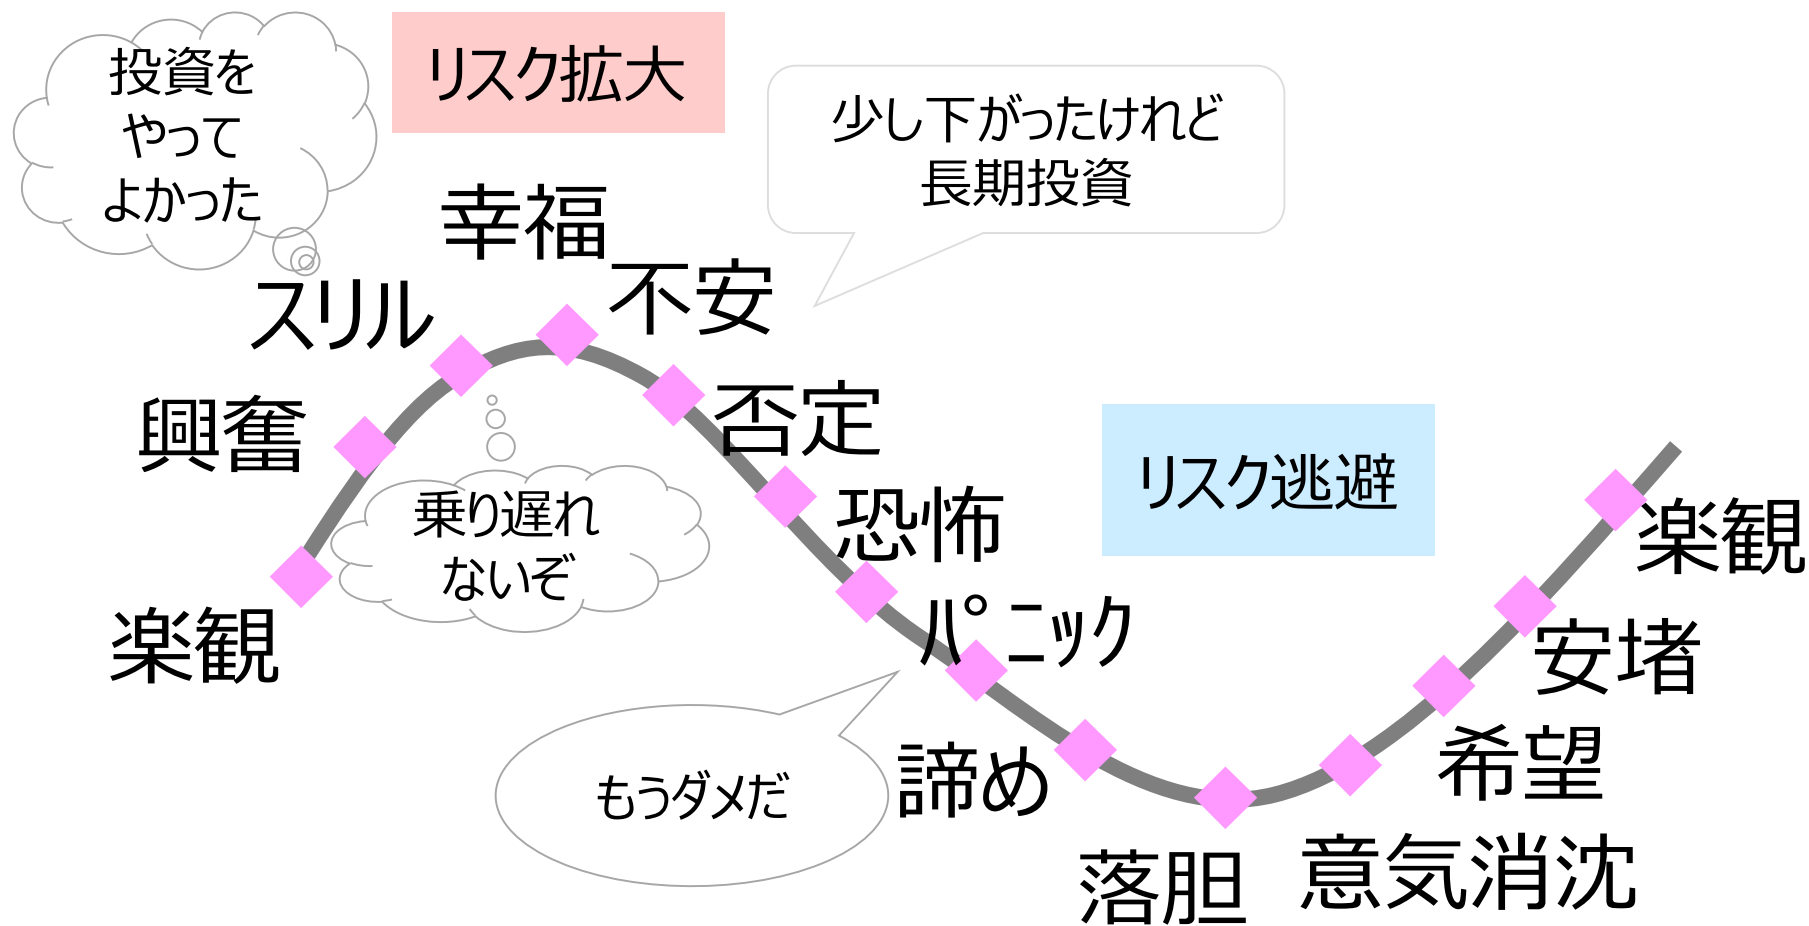 投資を
やって
よかった
リスク拡大
少し下がったけれど
長期投資
幸福
スリル
不安
興奮
否定
乗り遅れ
ないぞ
恐怖
リスク逃避
楽観
楽観
ﾊﾟﾆｯｸ
安堵
もうダメだ
諦め
希望
落胆
意気消沈